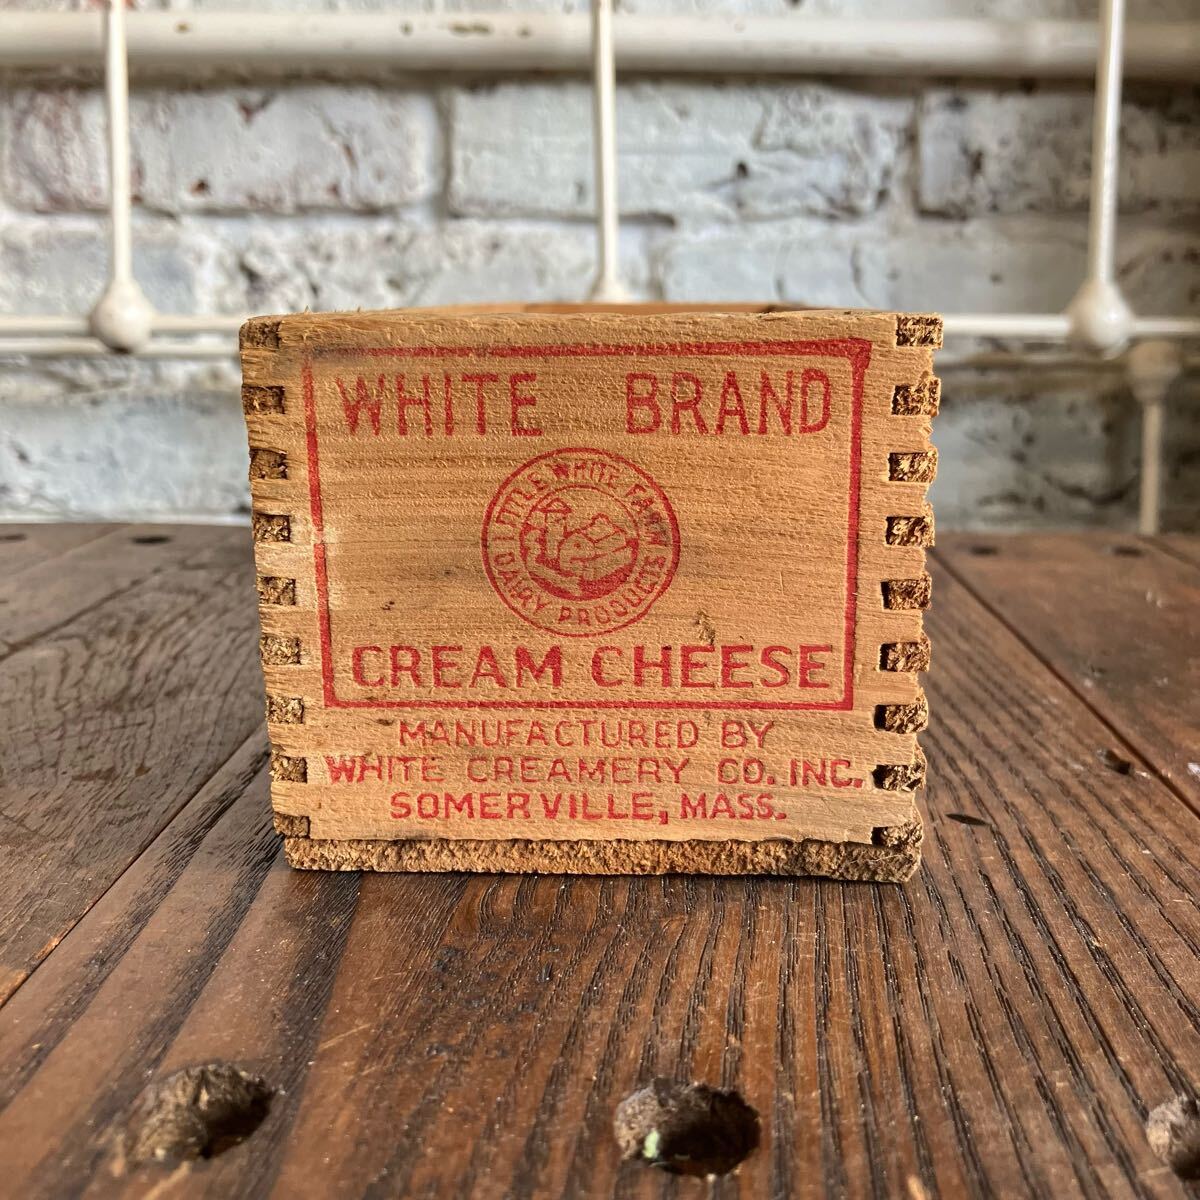 WHITE BRAND
LITTLE WHITE FARM
DAIRY PRODUCTS
CREAM CHEESE
MANUFACTURED BY
WHITE CREAMERY CO. INC.
SOMERVILLE, MASS.